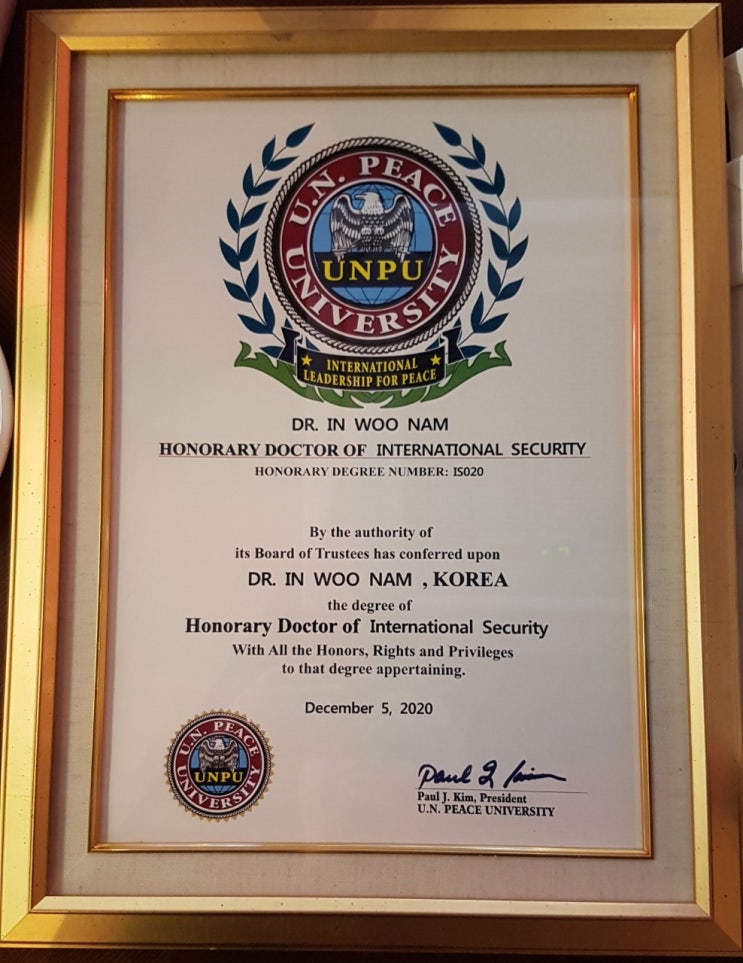 U.N. PEACE UNIVERSITY
UNPU
INTERNATIONAL
LEADERSHIP FOR PEACE
DR. IN WOO NAM
HONORARY DOCTOR OF INTERNATIONAL SECURITY
HONORARY DEGREE NUMBER: IS020
By the authority of
its Board of Trustees has conferred upon
DR. IN WOO NAM , KOREA
the degree of
Honorary Doctor of International Security
With All the Honors, Rights and Privileges
to that degree appertaining.
December 5, 2020
U.N. PEACE UNIVERSITY
UNPU
Paul J. Kim
Paul J. Kim, President
U.N. PEACE UNIVERSITY